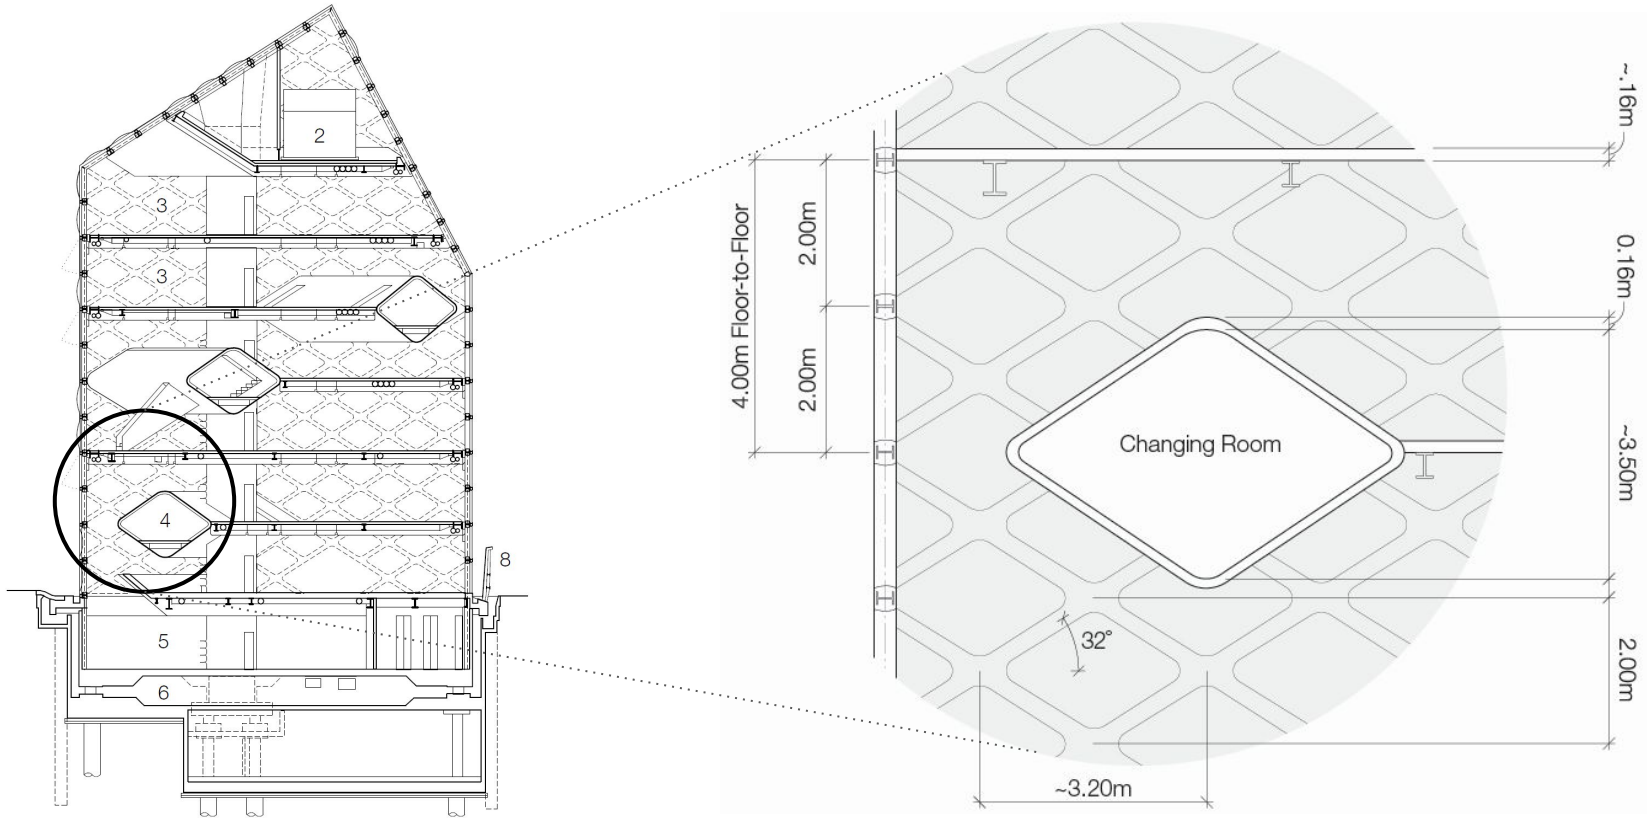 2
3
3
4
8
5
6
4.00m Floor-to-Floor
2.00m
2.00m
Changing Room
32°
~3.20m
~.16m
0.16m
~3.50m
2.00m